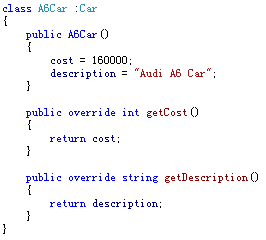 class A6Car :Car
{
    public A6Car()
    {
        cost = 160000;
        description = "Audi A6 Car";
    }

    public override int getCost()
    {
        return cost;
    }

    public override string getDescription()
    {
        return description;
    }
}